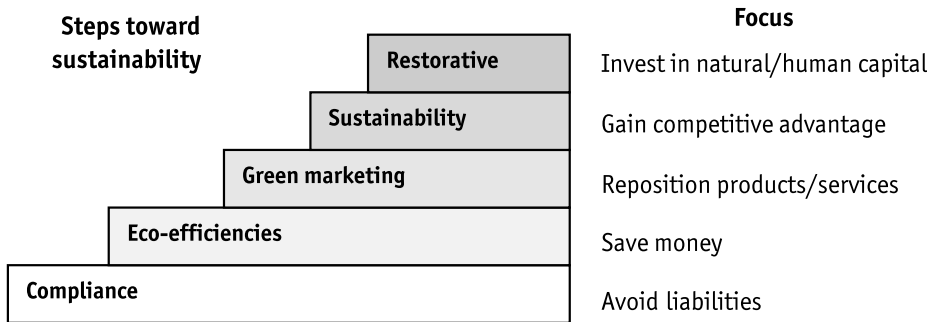 Steps toward
sustainability
Focus
Restorative
Invest in natural/human capital
Sustainability
Gain competitive advantage
Green marketing
Reposition products/services
Eco-efficiencies
Save money
Compliance
Avoid liabilities